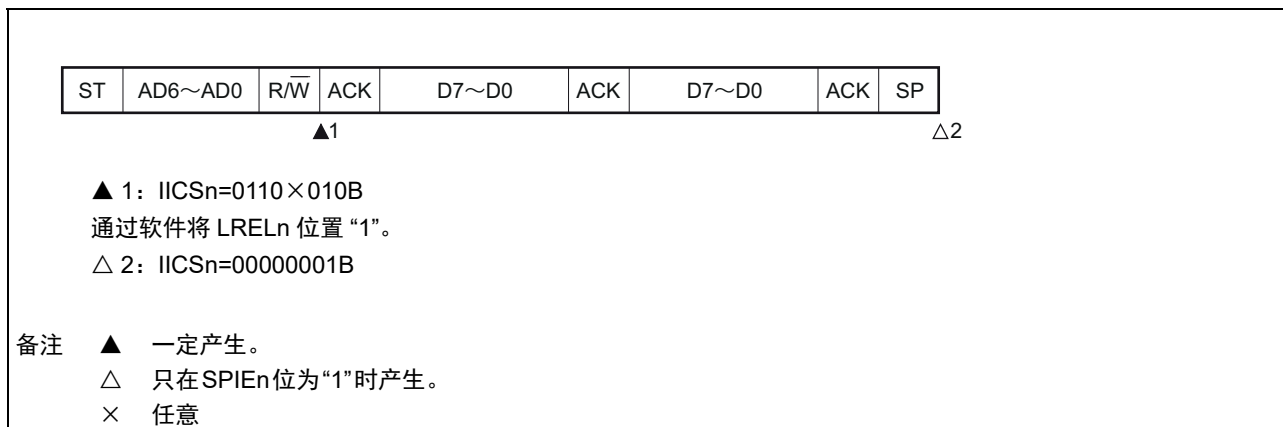 ST AD6～AD0 R/W̅ ACK D7～D0 ACK D7～D0 ACK SP
▲1 △2
▲ 1：IICSn=0110×010B
通过软件将 LRELn 位置 “1”。
△ 2：IICSn=00000001B
备注 ▲ 一定产生。
△ 只在SPIEn位为“1”时产生。
× 任意